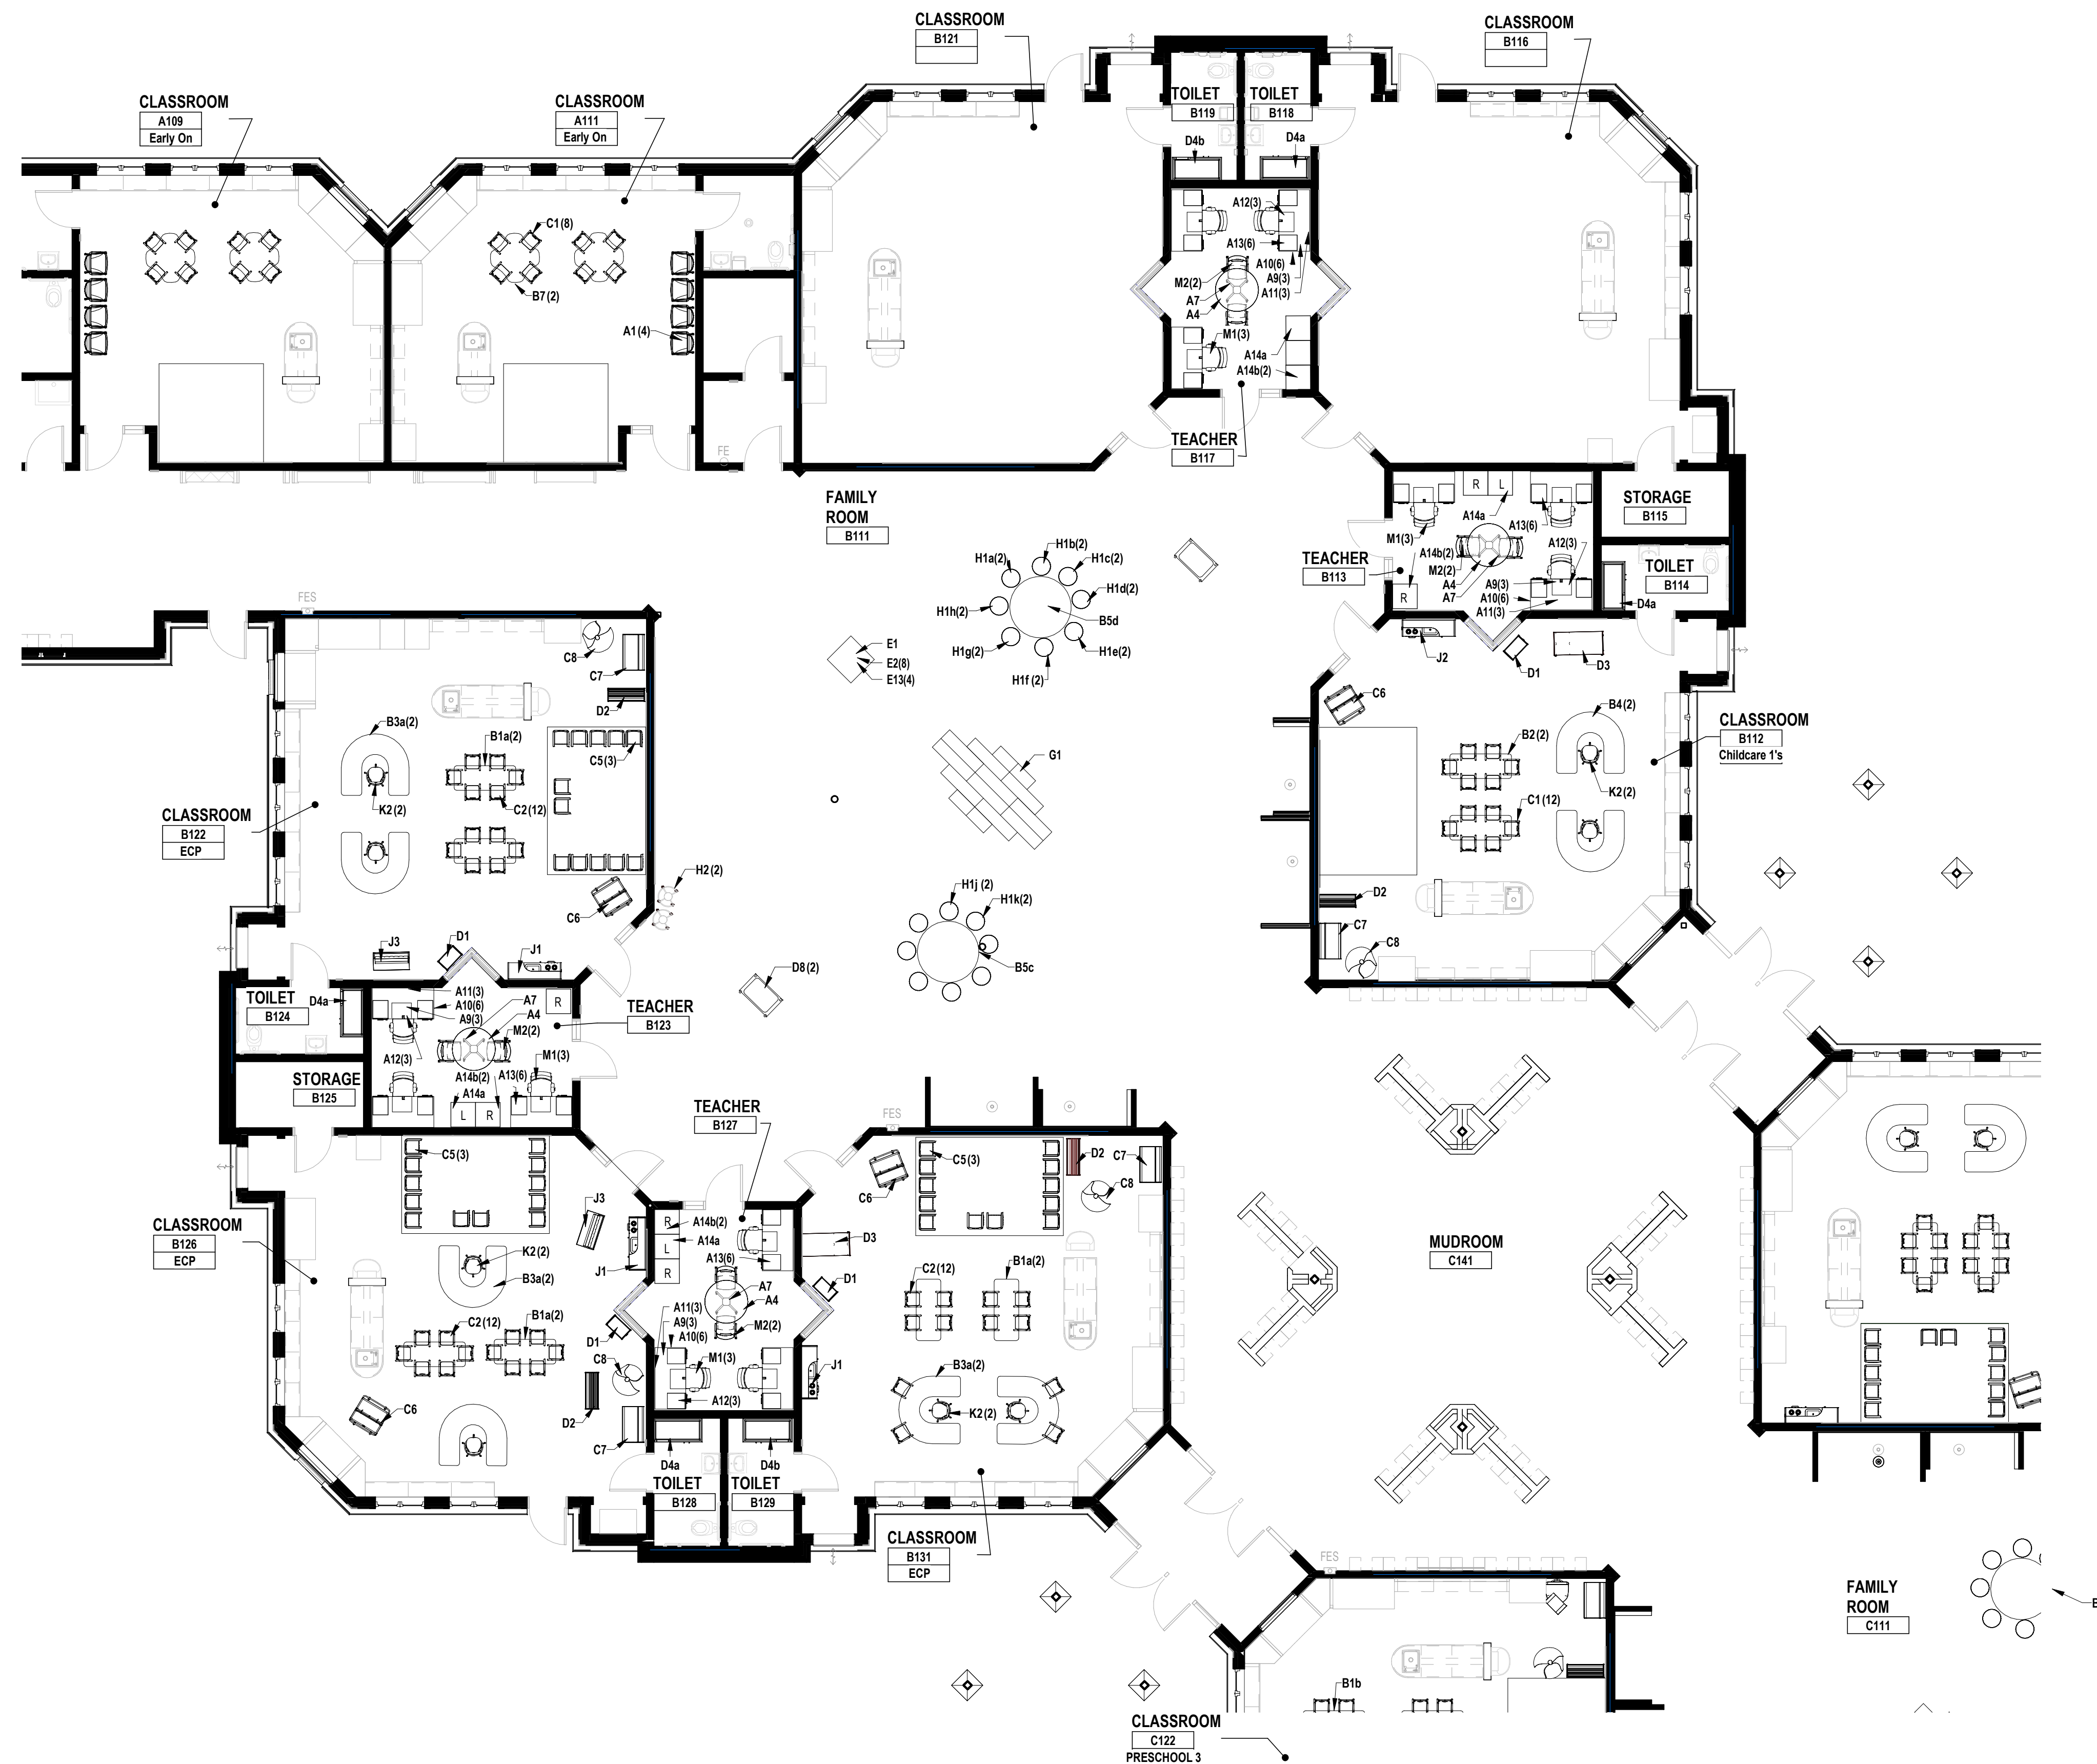 CLASSROOM
B121
CLASSROOM
B116
CLASSROOM
A109
Early On
CLASSROOM
A111
Early On
TOILET
B119
TOILET
B118
D4b
D4a
C1(8)
B7(2)
A1(4)
A12(3)
A13(6)
A10(6)
A9(3)
A11(3)
M2(2)
A7
A4
M1(3)
A14a
A14b(2)
FE
TEACHER
B117
FAMILY
ROOM
B111
R
L
A14a
A13(6)
M1(3)
A14b(2)
M2(2)
A12(3)
A4
A7
A9(3)
A10(6)
A11(3)
R
TEACHER
B113
STORAGE
B115
TOILET
B114
D4a
H1a(2)
H1b(2)
H1c(2)
H1d(2)
H1h(2)
B5d
H1g(2)
H1e(2)
H1f (2)
E1
E2(8)
E13(4)
FES
C8
C7
D2
B3a(2)
B1a(2)
C5(3)
K2(2)
C2(12)
CLASSROOM
B122
ECP
G1
J2
D1
D3
C6
B4(2)
B2(2)
CLASSROOM
B112
Childcare 1's
K2(2)
C1(12)
D2
C7
C8
H2(2)
C6
J3
D1
J1
H1j (2)
H1k(2)
B5c
D8(2)
TOILET
B124
D4a
A11(3)
A10(6)
A9(3)
A7
A4
R
M2(2)
TEACHER
B123
A12(3)
M1(3)
A14b(2)
A13(6)
A14a
L
R
STORAGE
B125
TEACHER
B127
FES
C5(3)
C5(3)
D2
C7
C6
C8
J3
CLASSROOM
B126
ECP
R
A14b(2)
L
A14a
A13(6)
R
D3
K2(2)
B3a(2)
J1
A7
A4
D1
C2(12)
B1a(2)
A11(3)
A9(3)
A10(6)
M2(2)
D1
C2(12)
B1a(2)
C8
M1(3)
J1
B3a(2)
A12(3)
K2(2)
C6
D2
C7
D4a
D4b
TOILET
B128
TOILET
B129
CLASSROOM
B131
ECP
MUDROOM
C141
FES
FAMILY
ROOM
C111
B1b
CLASSROOM
C122
PRESCHOOL 3